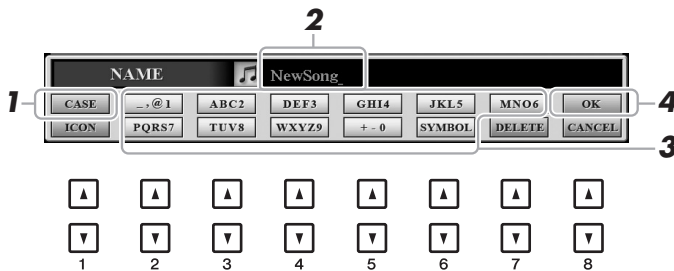 2
NAME NewSong_
1 CASE _,@1 ABC2 DEF3 GHI4 JKL5 MNO6 OK 4
ICON PQRS7 TUV8 WXYZ9 + - 0 SYMBOL DELETE CANCEL
3
1 2 3 4 5 6 7 8